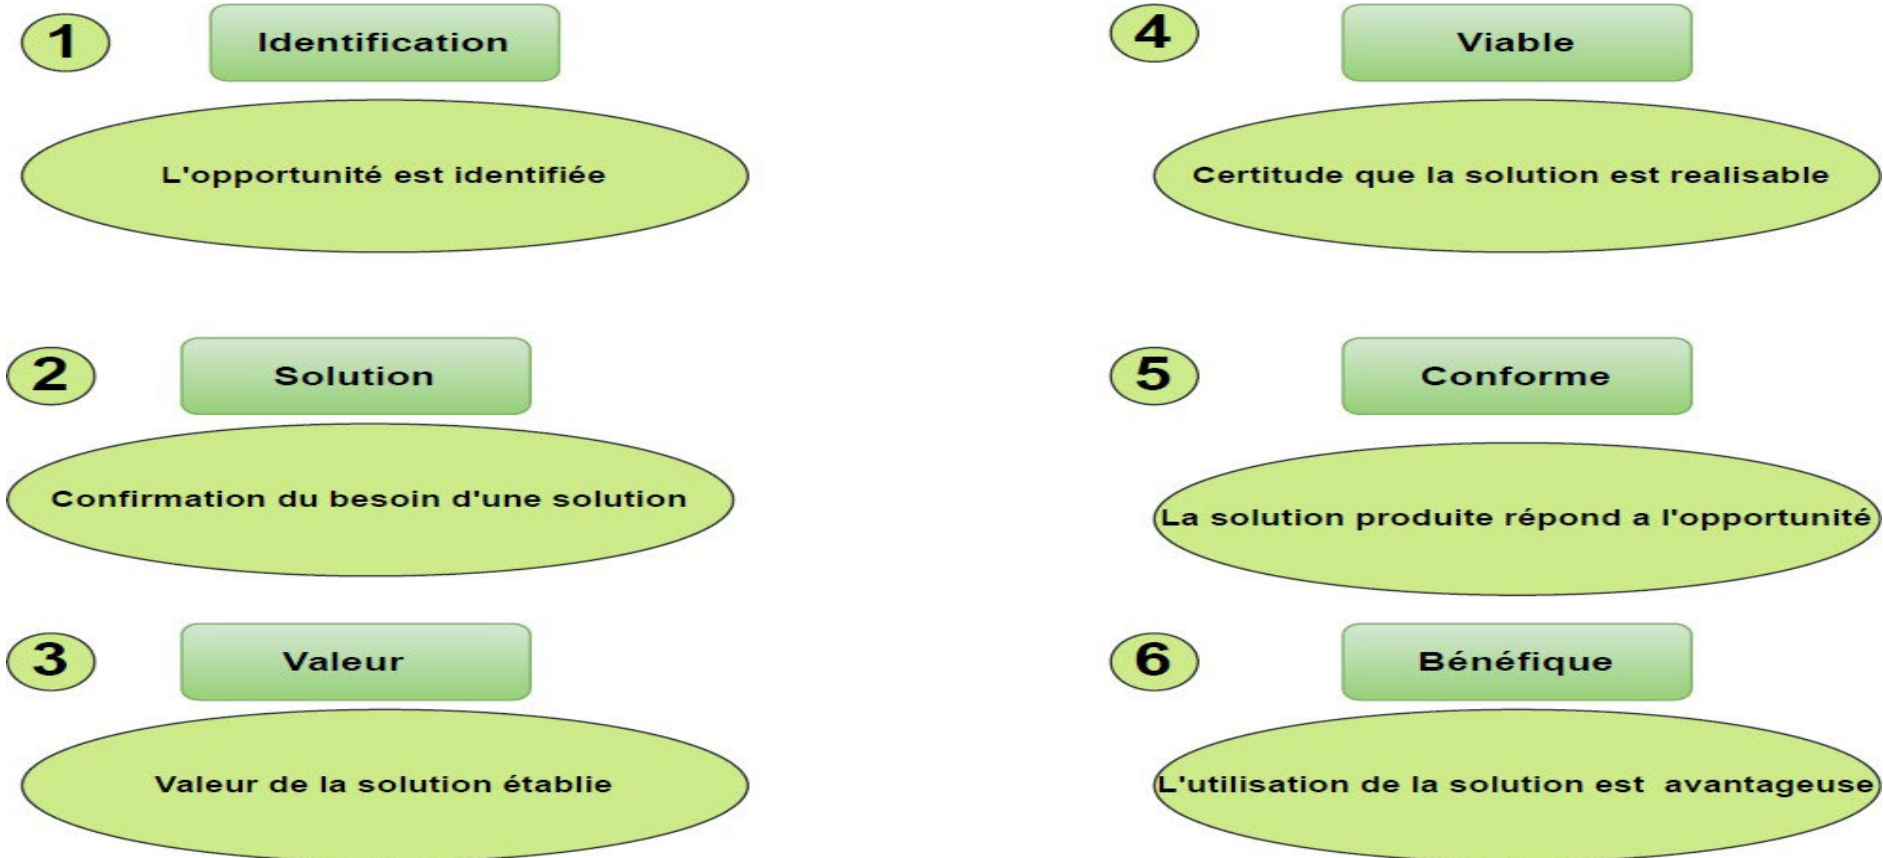 1
Identification
L'opportunité est identifiée
2
Solution
Confirmation du besoin d'une solution
3
Valeur
Valeur de la solution établie
4
Viable
Certitude que la solution est realisable
5
Conforme
La solution produite répond a l'opportunité
6
Bénéfique
L'utilisation de la solution est avantageuse